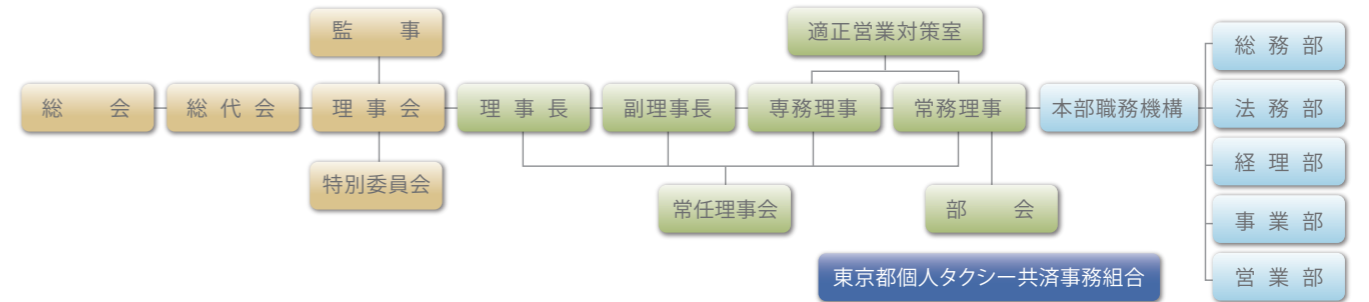 監 事
適正営業対策室
総 務 部
総 会
総 代 会
理 事 会
理 事 長
副理事長
専務理事
常務理事
本部職務機構
法 務 部
経 理 部
特別委員会
常任理事会
部 会
事 業 部
東京都個人タクシー共済事務組合
営 業 部